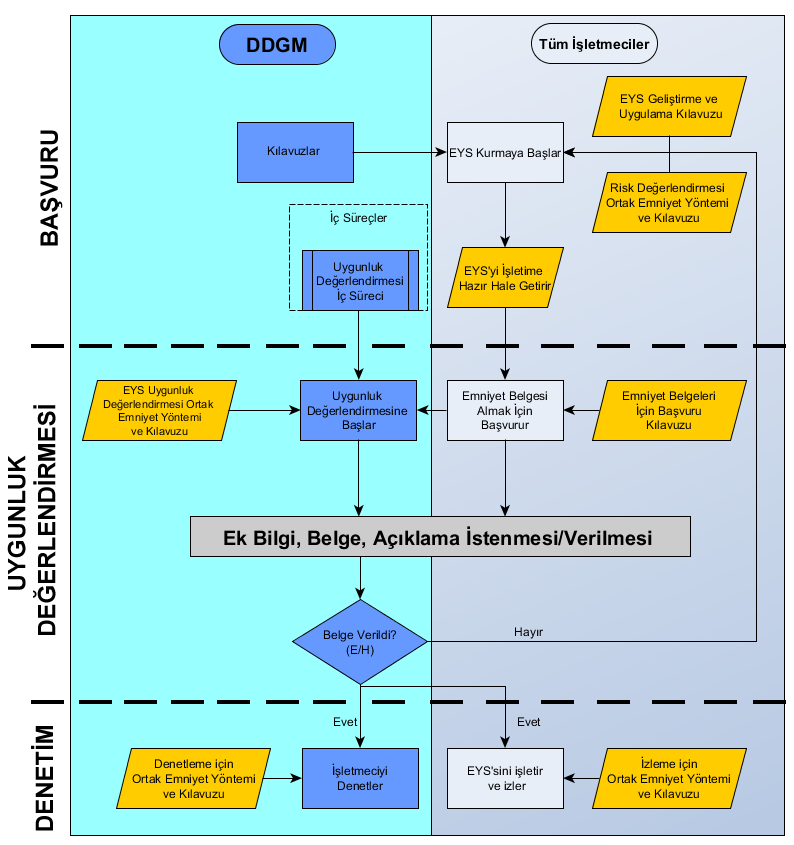 DDGM
Tüm İşletmeciler
BAŞVURU
EYS Geliştirme ve
Uygulama Kılavuzu
Kılavuzlar
EYS Kurmaya Başlar
Risk Değerlendirmesi
Ortak Emniyet Yöntemi
ve Kılavuzu
İç Süreçler
Uygunluk
Değerlendirmesi
İç Süreci
EYS'yi İşletime
Hazır Hale Getirir
UYGUNLUK
DEĞERLENDİRMESİ
EYS Uygunluk
Değerlendirmesi Ortak
Emniyet Yöntemi
ve Kılavuzu
Uygunluk
Değerlendirmesine
Başlar
Emniyet Belgesi
Almak İçin
Başvurur
Emniyet Belgeleri
İçin Başvuru
Kılavuzu
Ek Bilgi, Belge, Açıklama İstenmesi/Verilmesi
Belge Verildi?
(E/H)
Hayır
Evet
Evet
DENETİM
Denetleme için
Ortak Emniyet Yöntemi
ve Kılavuzu
İşletmeciyi
Denetler
EYS'sini işletir
ve izler
İzleme için
Ortak Emniyet Yöntemi
ve Kılavuzu